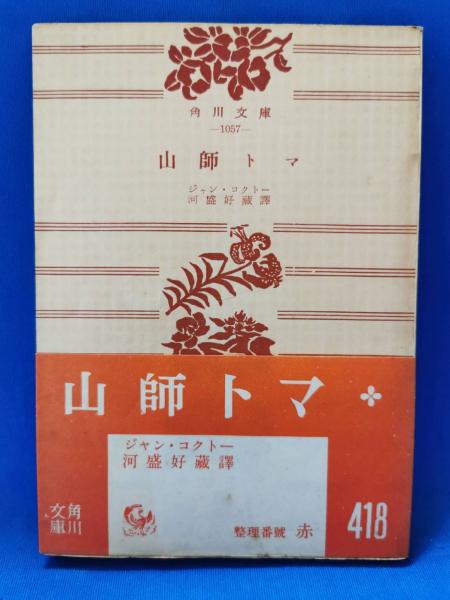 角川文庫
—1057—
山師トマ
ジャン・コクトー
河盛好藏譯
山師トマ
ジャン・コクトー
河盛好藏譯
角川文庫
整理番號 赤
418